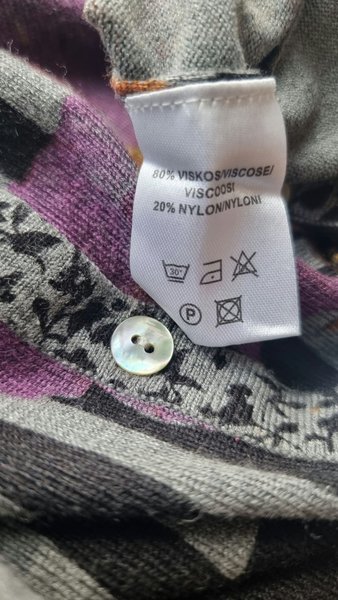 80% VISKOS/VISCOSE/
VISCOOSI
20% NYLON/NYLONI
30°
P